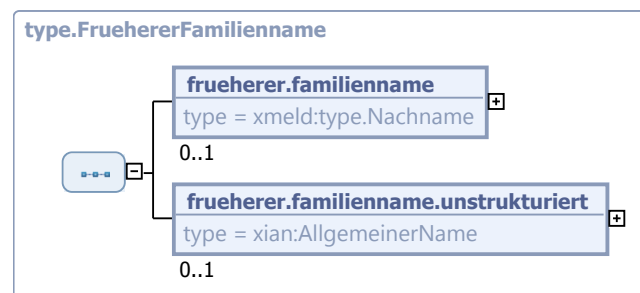 type.FruehererFamilienname
frueherer.familienname
type = xmeld:type.Nachname
0..1
frueherer.familienname.unstrukturiert
type = xian:AllgemeinerName
0..1